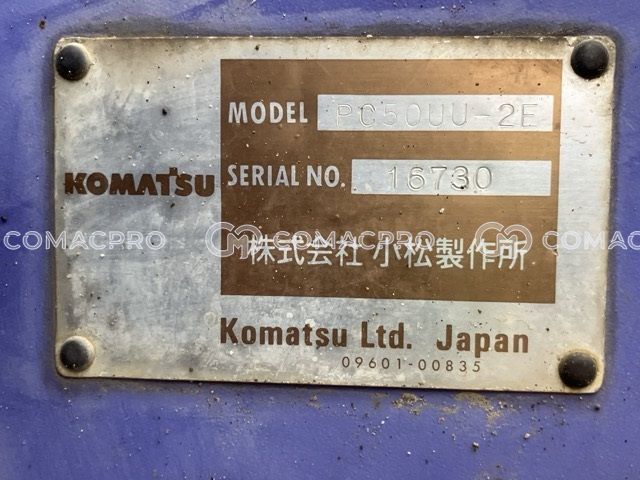 MODEL PC50UU-2E
KOMATSU
SERIAL NO. 16730
COMACPRO COMACPRO COMACPRO
株式会社 小松製作所
Komatsu Ltd. Japan
09601-00835